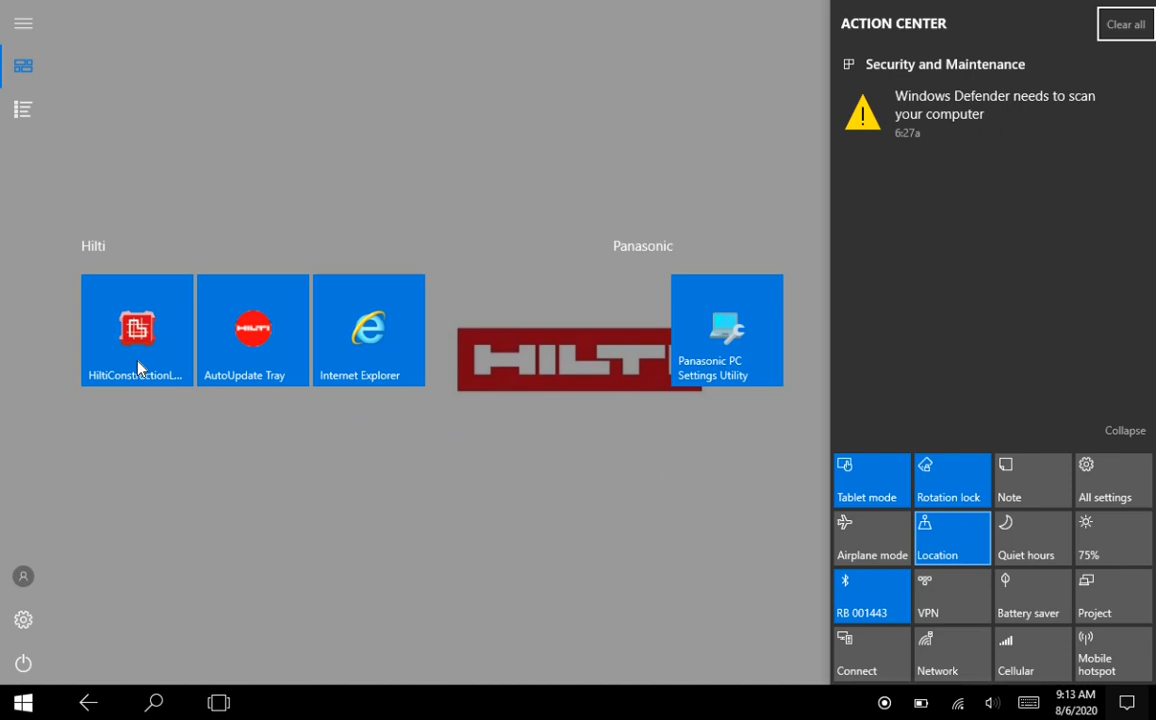 ACTION CENTER
Clear all
Security and Maintenance
Windows Defender needs to scan
your computer
6:27a
Hilti
Panasonic
HiltiConstructionL...
AutoUpdate Tray
Internet Explorer
HILTI
HILTI
Panasonic PC
Settings Utility
Collapse
Tablet mode
Rotation lock
Note
All settings
Airplane mode
Location
Quiet hours
75%
RB 001443
VPN
Battery saver
Project
Connect
Network
Cellular
Mobile
hotspot
9:13 AM
8/6/2020